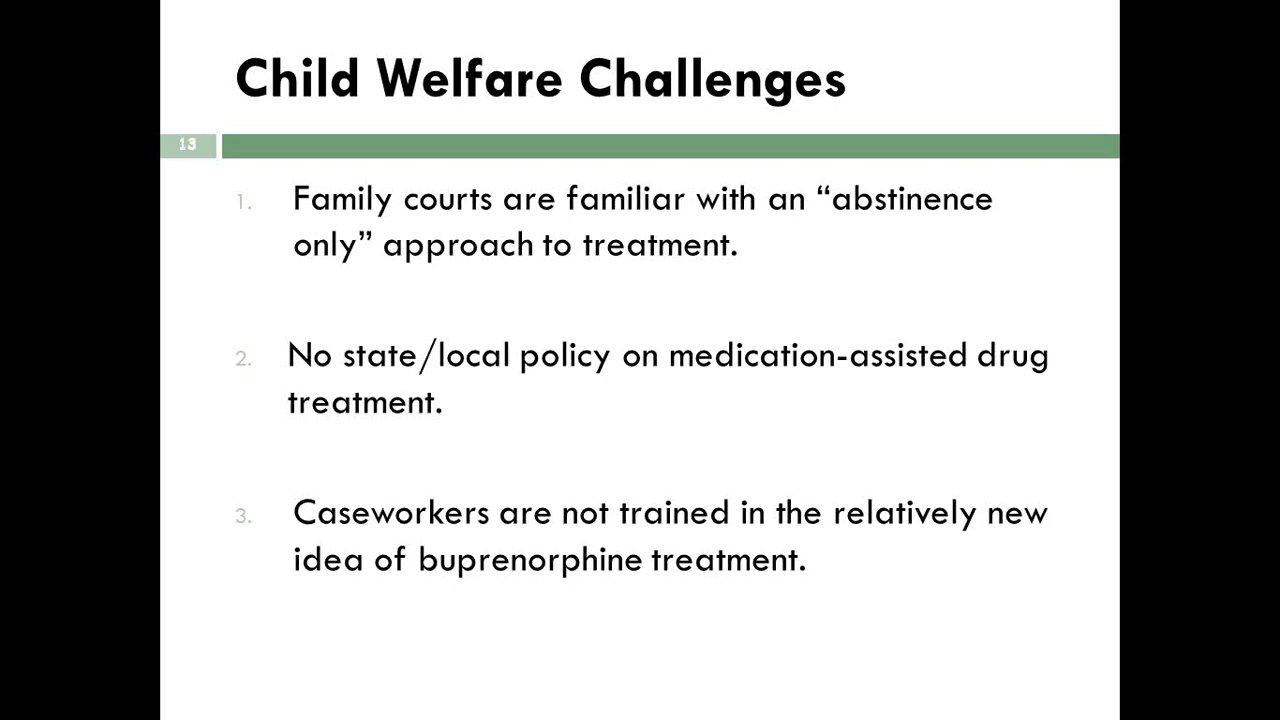 Child Welfare Challenges
13
1. Family courts are familiar with an “abstinence
only” approach to treatment.
2. No state/local policy on medication-assisted drug
treatment.
3. Caseworkers are not trained in the relatively new
idea of buprenorphine treatment.